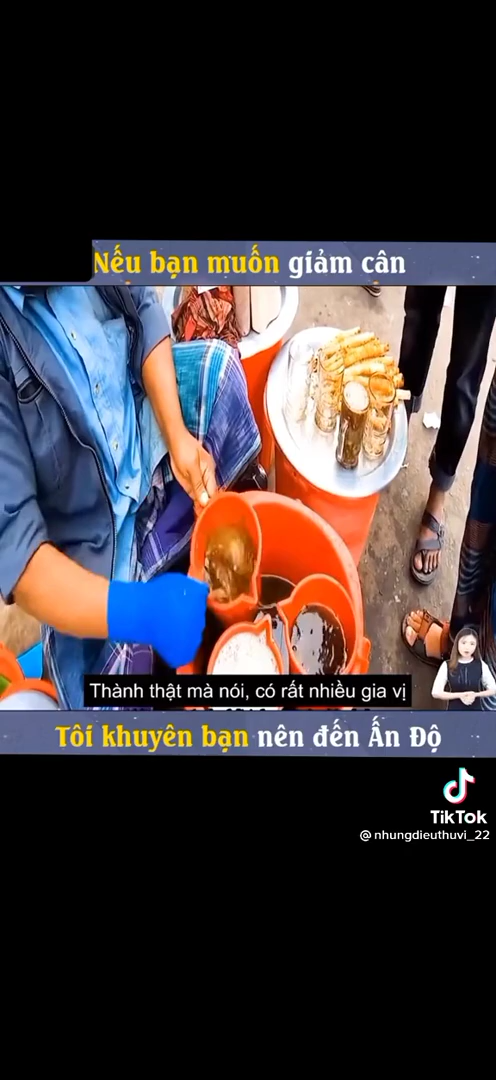 Nếu bạn muốn giảm cân
Thành thật mà nói, có rất nhiều gia vị
Tôi khuyên bạn nên đến Ấn Độ
TikTok
@nhungdieuthuvi_22